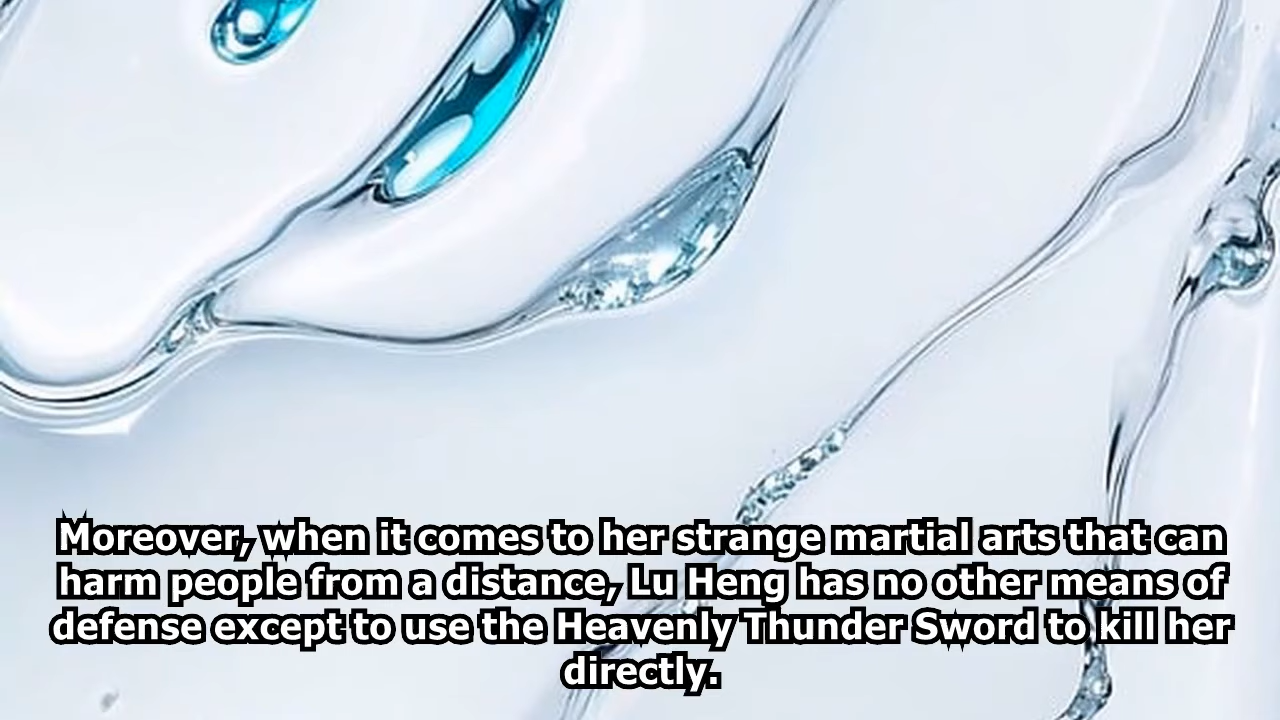 Moreover, when it comes to her strange martial arts that can
harm people from a distance, Lu Heng has no other means of
defense except to use the Heavenly Thunder Sword to kill her
directly.